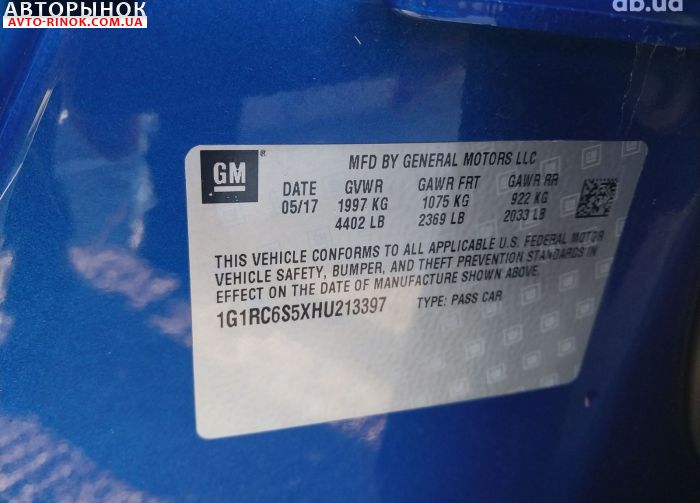 АВТОРЫНОК
AVTO-RINOK.COM.UA
db.ua
GM®
MFD BY GENERAL MOTORS LLC
DATE GVWR GAWR FRT GAWR RR
05/17 1997 KG 1075 KG 922 KG
4402 LB 2369 LB 2033 LB
THIS VEHICLE CONFORMS TO ALL APPLICABLE U.S. FEDERAL MOTOR
VEHICLE SAFETY, BUMPER, AND THEFT PREVENTION STANDARDS IN
EFFECT ON THE DATE OF MANUFACTURE SHOWN ABOVE.
1G1RC6S5XHU213397 TYPE: PASS CAR